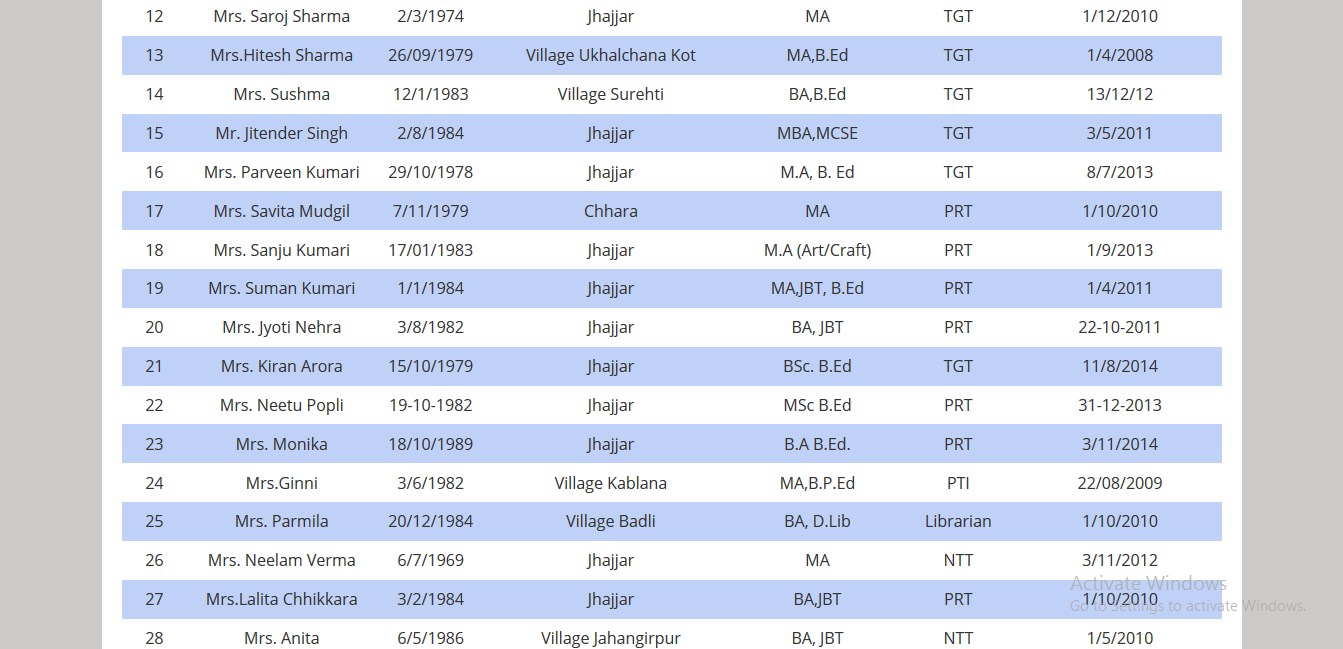 12 Mrs. Saroj Sharma 2/3/1974 Jhajjar MA TGT 1/12/2010
13 Mrs.Hitesh Sharma 26/09/1979 Village Ukhalchana Kot MA,B.Ed TGT 1/4/2008
14 Mrs. Sushma 12/1/1983 Village Surehti BA,B.Ed TGT 13/12/12
15 Mr. Jitender Singh 2/8/1984 Jhajjar MBA,MCSE TGT 3/5/2011
16 Mrs. Parveen Kumari 29/10/1978 Jhajjar M.A, B. Ed TGT 8/7/2013
17 Mrs. Savita Mudgil 7/11/1979 Chhara MA PRT 1/10/2010
18 Mrs. Sanju Kumari 17/01/1983 Jhajjar M.A (Art/Craft) PRT 1/9/2013
19 Mrs. Suman Kumari 1/1/1984 Jhajjar MA,JBT, B.Ed PRT 1/4/2011
20 Mrs. Jyoti Nehra 3/8/1982 Jhajjar BA, JBT PRT 22-10-2011
21 Mrs. Kiran Arora 15/10/1979 Jhajjar BSc. B.Ed TGT 11/8/2014
22 Mrs. Neetu Popli 19-10-1982 Jhajjar MSc B.Ed PRT 31-12-2013
23 Mrs. Monika 18/10/1989 Jhajjar B.A B.Ed. PRT 3/11/2014
24 Mrs.Ginni 3/6/1982 Village Kablana MA,B.P.Ed PTI 22/08/2009
25 Mrs. Parmila 20/12/1984 Village Badli BA, D.Lib Librarian 1/10/2010
26 Mrs. Neelam Verma 6/7/1969 Jhajjar MA NTT 3/11/2012
Activate Windows
27 Mrs.Lalita Chhikkara 3/2/1984 Jhajjar BA,JBT PRT 1/10/2010
Go to Settings to activate Windows.
28 Mrs. Anita 6/5/1986 Village Jahangirpur BA, JBT NTT 1/5/2010